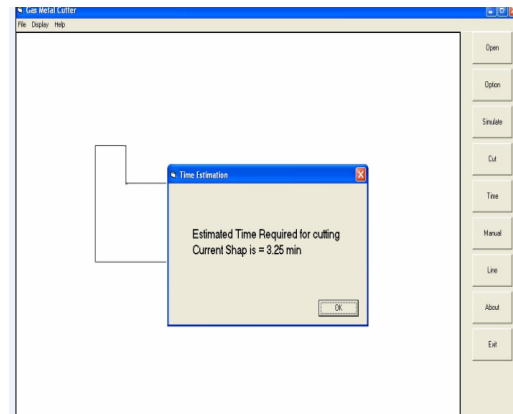 Gas Metal Cutter
File Display Help
Open
Option
Simulate
Cut
Time
Manual
Line
About
Exit
Time Estimation
Estimated Time Required for cutting
Current Shap is = 3.25 min
OK